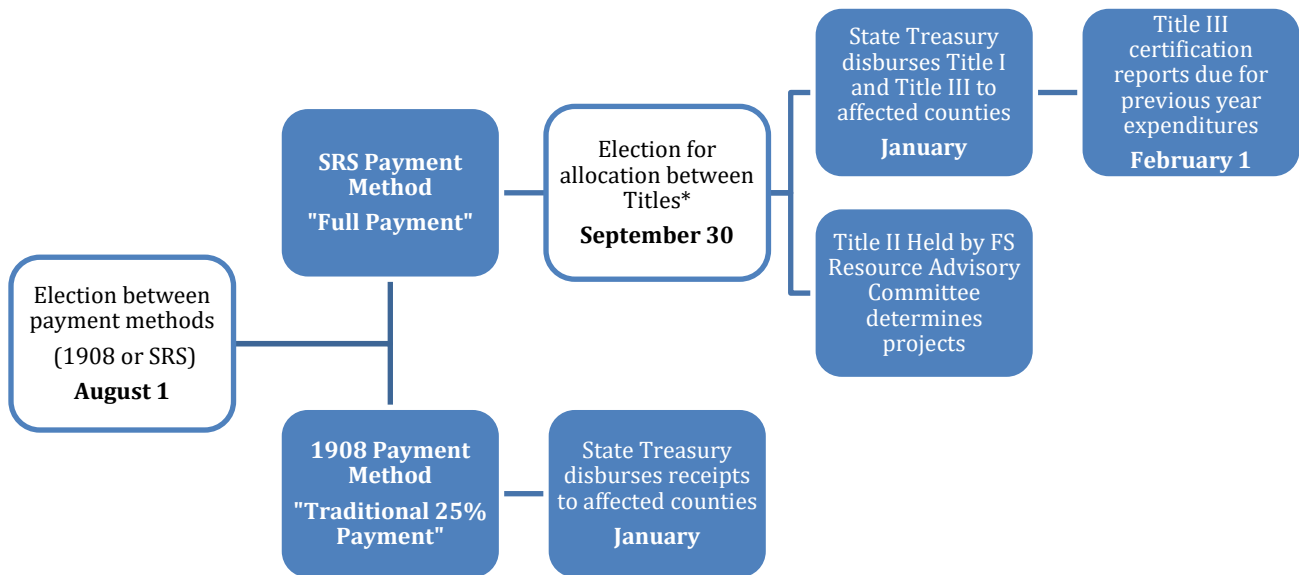 Election between
payment methods
(1908 or SRS)
August 1
SRS Payment
Method
"Full Payment"
Election for
allocation between
Titles*
September 30
State Treasury
disburses Title I
and Title III to
affected counties
January
Title III
certification
reports due for
previous year
expenditures
February 1
Title II Held by FS
Resource Advisory
Committee
determines
projects
1908 Payment
Method
"Traditional 25%
Payment"
State Treasury
disburses receipts
to affected counties
January